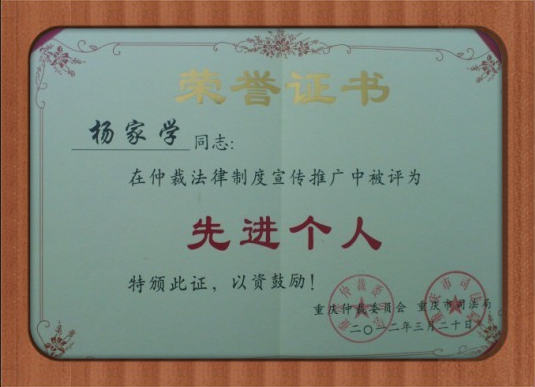 荣誉证书
杨家学 同志:
在仲裁法律制度宣传推广中被评为
先进个人
特颁此证，以资鼓励！
重庆仲裁委员会 重庆市司法局
二〇一二年三月二十日